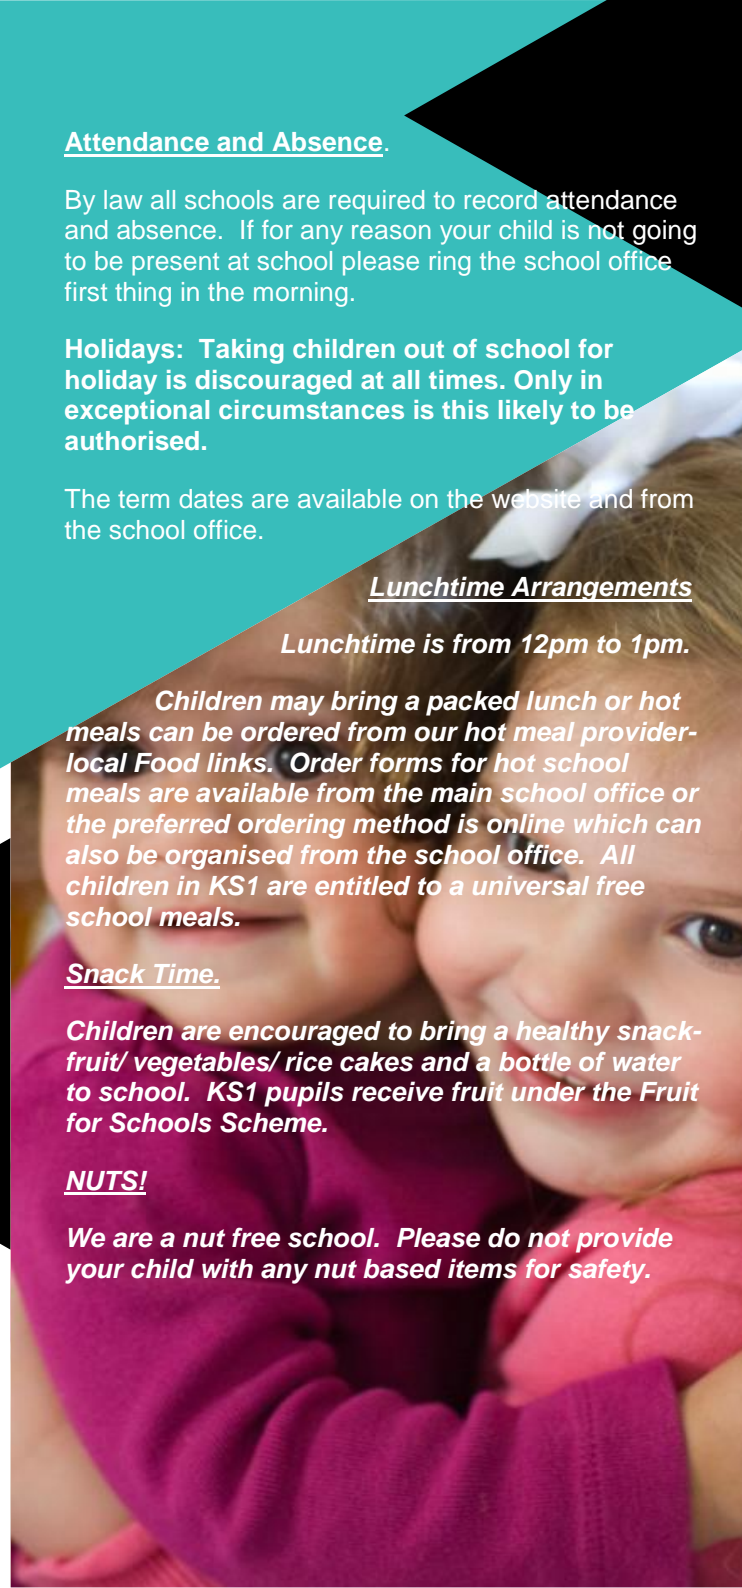 Attendance and Absence.
By law all schools are required to record attendance
and absence.  If for any reason your child is not going
to be present at school please ring the school office
first thing in the morning.
Holidays:  Taking children out of school for
holiday is discouraged at all times. Only in
exceptional circumstances is this likely to be
authorised.
The term dates are available on the website and from
the school office.
Lunchtime Arrangements
Lunchtime is from 12pm to 1pm.
Children may bring a packed lunch or hot
meals can be ordered from our hot meal provider-
local Food links.  Order forms for hot school
meals are available from the main school office or
the preferred ordering method is online which can
also be organised from the school office.  All
children in KS1 are entitled to a universal free
school meals.
Snack Time.
Children are encouraged to bring a healthy snack-
fruit/ vegetables/ rice cakes and a bottle of water
to school.  KS1 pupils receive fruit under the Fruit
for Schools Scheme.
NUTS!
We are a nut free school.  Please do not provide
your child with any nut based items for safety.